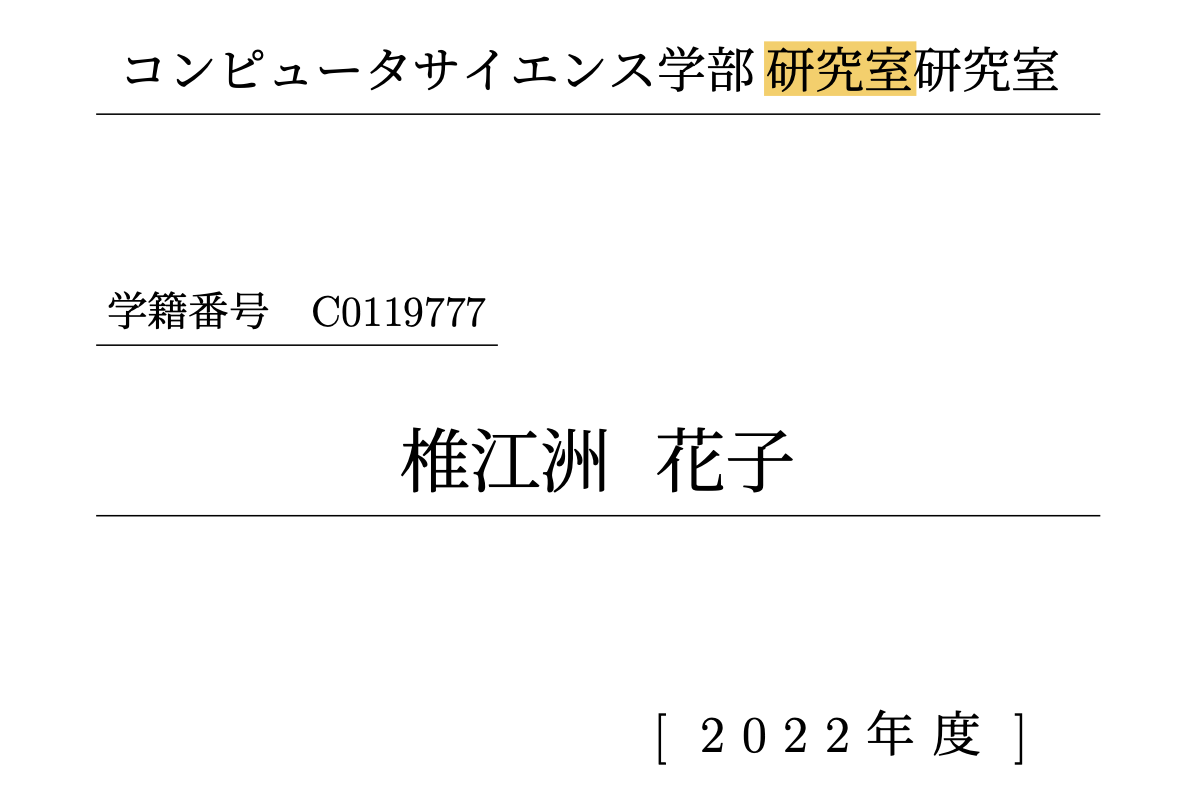 コンピュータサイエンス学部 研究室研究室
学籍番号　C0119777
椎江洲 花子
[ 2022年度 ]